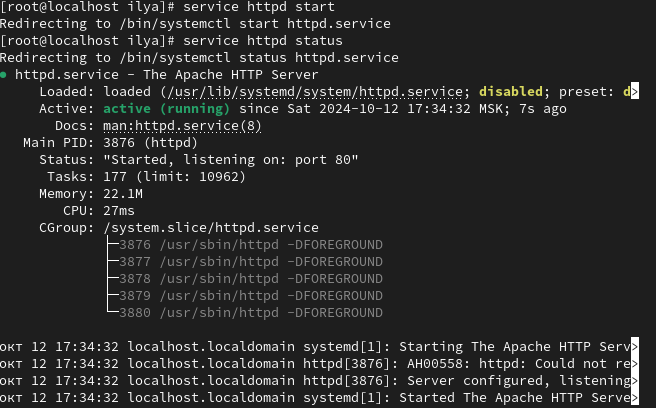 [root@localhost ilya]# service httpd start
Redirecting to /bin/systemctl start httpd.service
[root@localhost ilya]# service httpd status
Redirecting to /bin/systemctl status httpd.service
● httpd.service - The Apache HTTP Server
Loaded: loaded (/usr/lib/systemd/system/httpd.service; disabled; preset: d>
Active: active (running) since Sat 2024-10-12 17:34:32 MSK; 7s ago
Docs: man:httpd.service(8)
Main PID: 3876 (httpd)
Status: "Started, listening on: port 80"
Tasks: 177 (limit: 10962)
Memory: 22.1M
CPU: 27ms
CGroup: /system.slice/httpd.service
├─3876 /usr/sbin/httpd -DFOREGROUND
├─3877 /usr/sbin/httpd -DFOREGROUND
├─3878 /usr/sbin/httpd -DFOREGROUND
├─3879 /usr/sbin/httpd -DFOREGROUND
└─3880 /usr/sbin/httpd -DFOREGROUND
окт 12 17:34:32 localhost.localdomain systemd[1]: Starting The Apache HTTP Serv>
окт 12 17:34:32 localhost.localdomain httpd[3876]: AH00558: httpd: Could not re>
окт 12 17:34:32 localhost.localdomain httpd[3876]: Server configured, listening>
окт 12 17:34:32 localhost.localdomain systemd[1]: Started The Apache HTTP Serve>